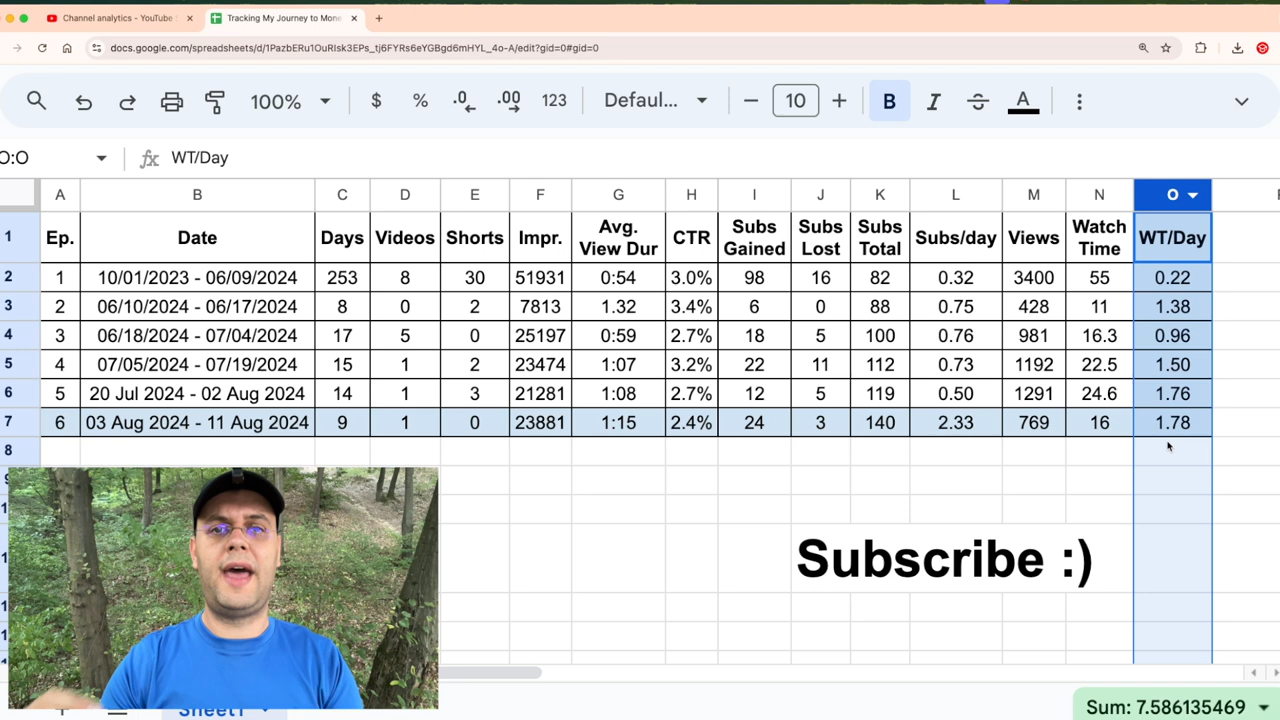 Channel analytics - YouTube
Tracking My Journey to Mone
docs.google.com/spreadsheets/d/1PazbERu1OuRIsk3EPs_tj6FYRs6eYGBgd6mHYL_4o-A/edit?gid=0#gid=0
100% $ % .0 .00 123 Defaul... 10 B I A
O:O fx WT/Day
A B C D E F G H I J K L M N O
1 Ep. Date Days Videos Shorts Impr. Avg. View Dur CTR Subs Gained Subs Lost Subs Total Subs/day Views Watch Time WT/Day
2 1 10/01/2023 - 06/09/2024 253 8 30 51931 0:54 3.0% 98 16 82 0.32 3400 55 0.22
3 2 06/10/2024 - 06/17/2024 8 0 2 7813 1.32 3.4% 6 0 88 0.75 428 11 1.38
4 3 06/18/2024 - 07/04/2024 17 5 0 25197 0:59 2.7% 18 5 100 0.76 981 16.3 0.96
5 4 07/05/2024 - 07/19/2024 15 1 2 23474 1:07 3.2% 22 11 112 0.73 1192 22.5 1.50
6 5 20 Jul 2024 - 02 Aug 2024 14 1 3 21281 1:08 2.7% 12 5 119 0.50 1291 24.6 1.76
7 6 03 Aug 2024 - 11 Aug 2024 9 1 0 23881 1:15 2.4% 24 3 140 2.33 769 16 1.78
8
Subscribe :)
Sheet1
Sum: 7.586135469